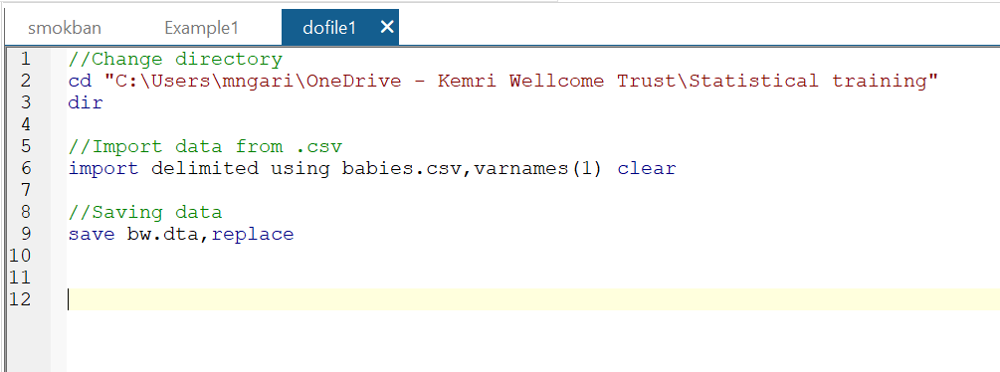 smokban Example1 dofile1 ✕
1 //Change directory
2 cd "C:\Users\mngari\OneDrive - Kemri Wellcome Trust\Statistical training"
3 dir
4
5 //Import data from .csv
6 import delimited using babies.csv,varnames(1) clear
7
8 //Saving data
9 save bw.dta,replace
10
11
12